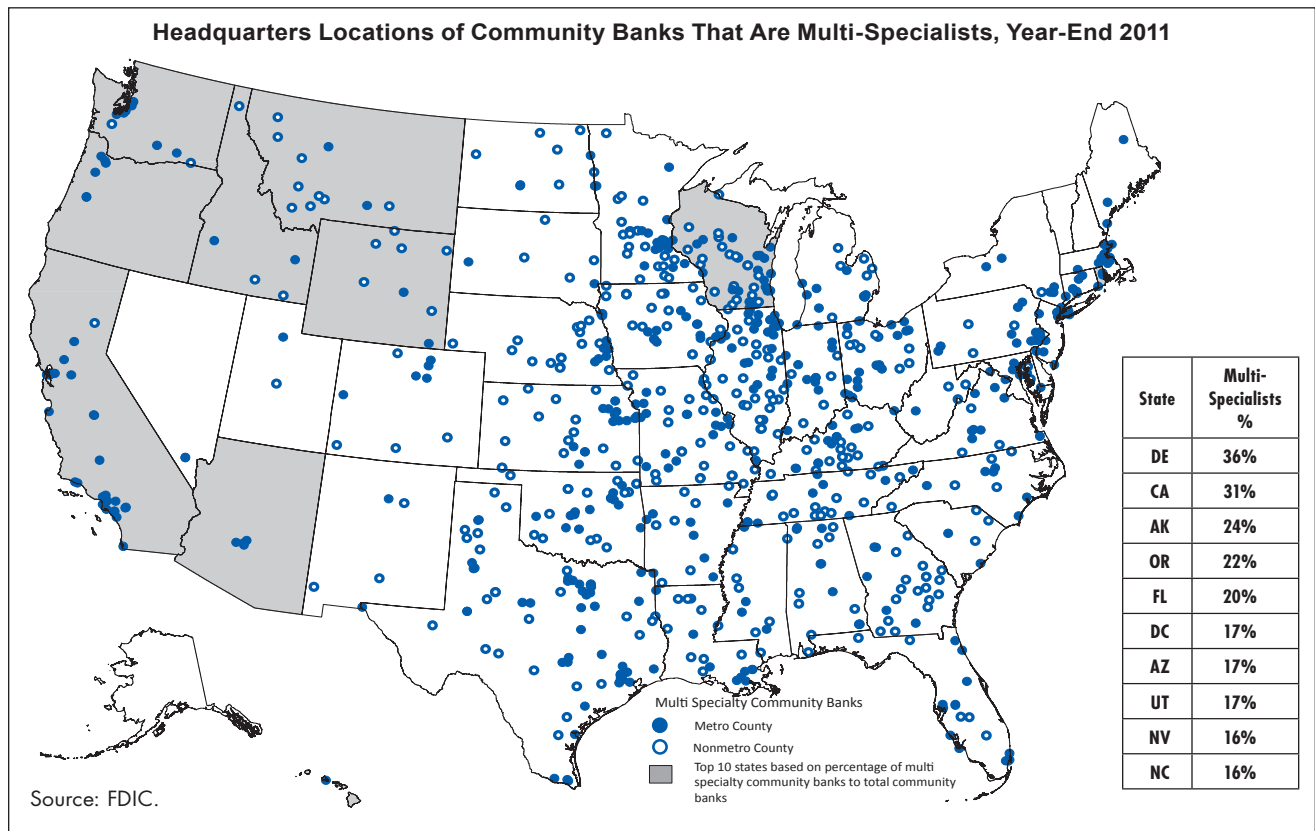 Headquarters Locations of Community Banks That Are Multi-Specialists, Year-End 2011
State
Multi-
Specialists
%
DE 36%
CA 31%
AK 24%
OR 22%
FL 20%
DC 17%
AZ 17%
UT 17%
NV 16%
NC 16%
Multi Specialty Community Banks
Metro County
Nonmetro County
Top 10 states based on percentage of multi
specialty community banks to total community
banks
Source: FDIC.